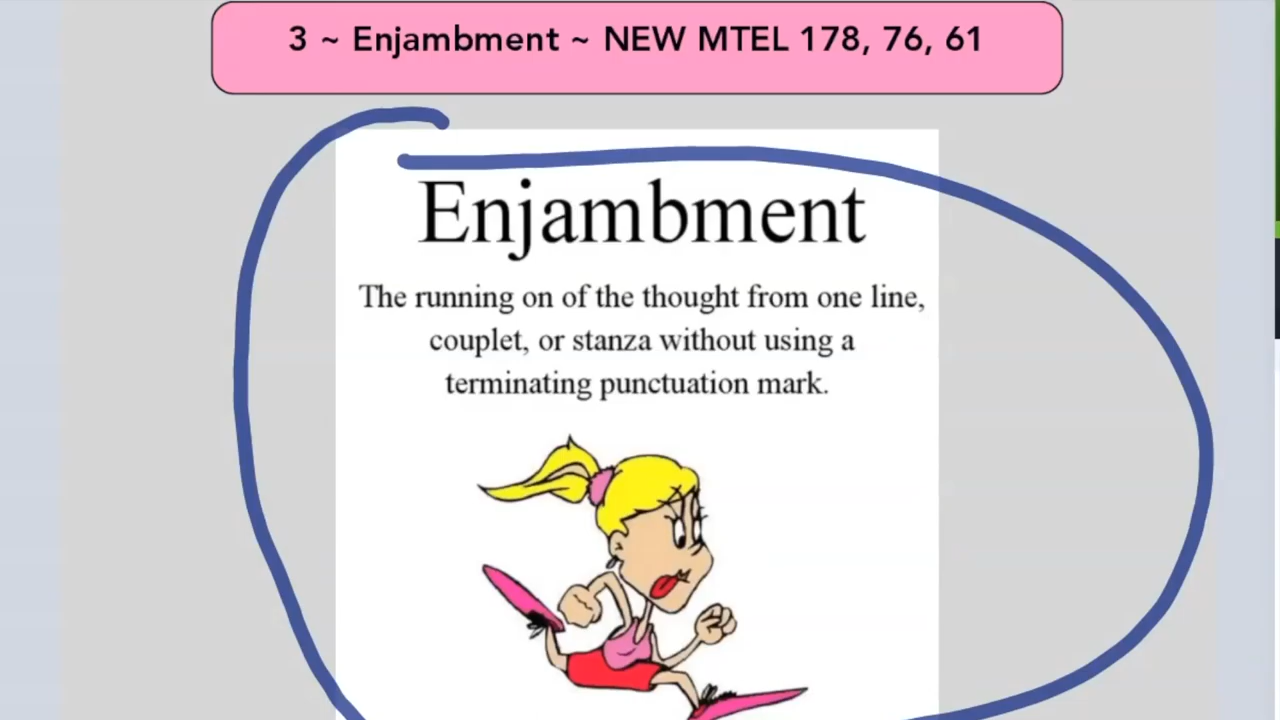 3 ~ Enjambment ~ NEW MTEL 178, 76, 61
Enjambment
The running on of the thought from one line,
couplet, or stanza without using a
terminating punctuation mark.